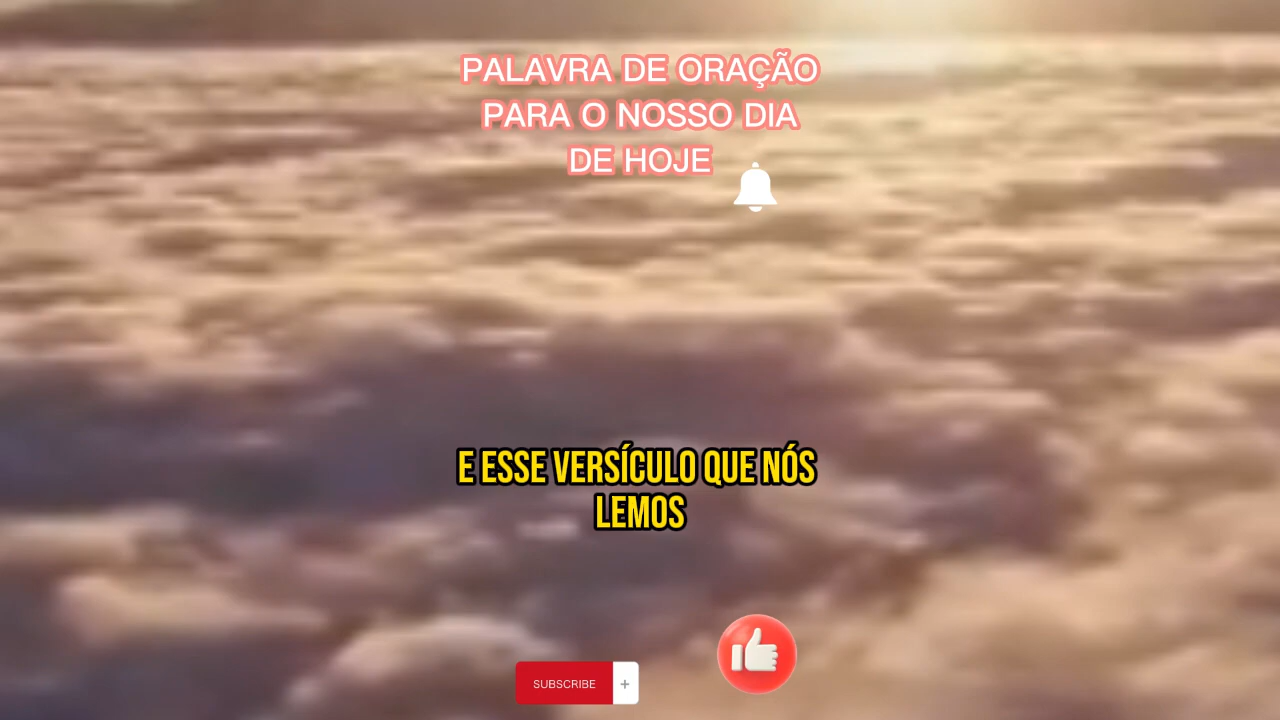 PALAVRA DE ORAÇÃO
PARA O NOSSO DIA
DE HOJE
E ESSE VERSÍCULO QUE NÓS
LEMOS
SUBSCRIBE +